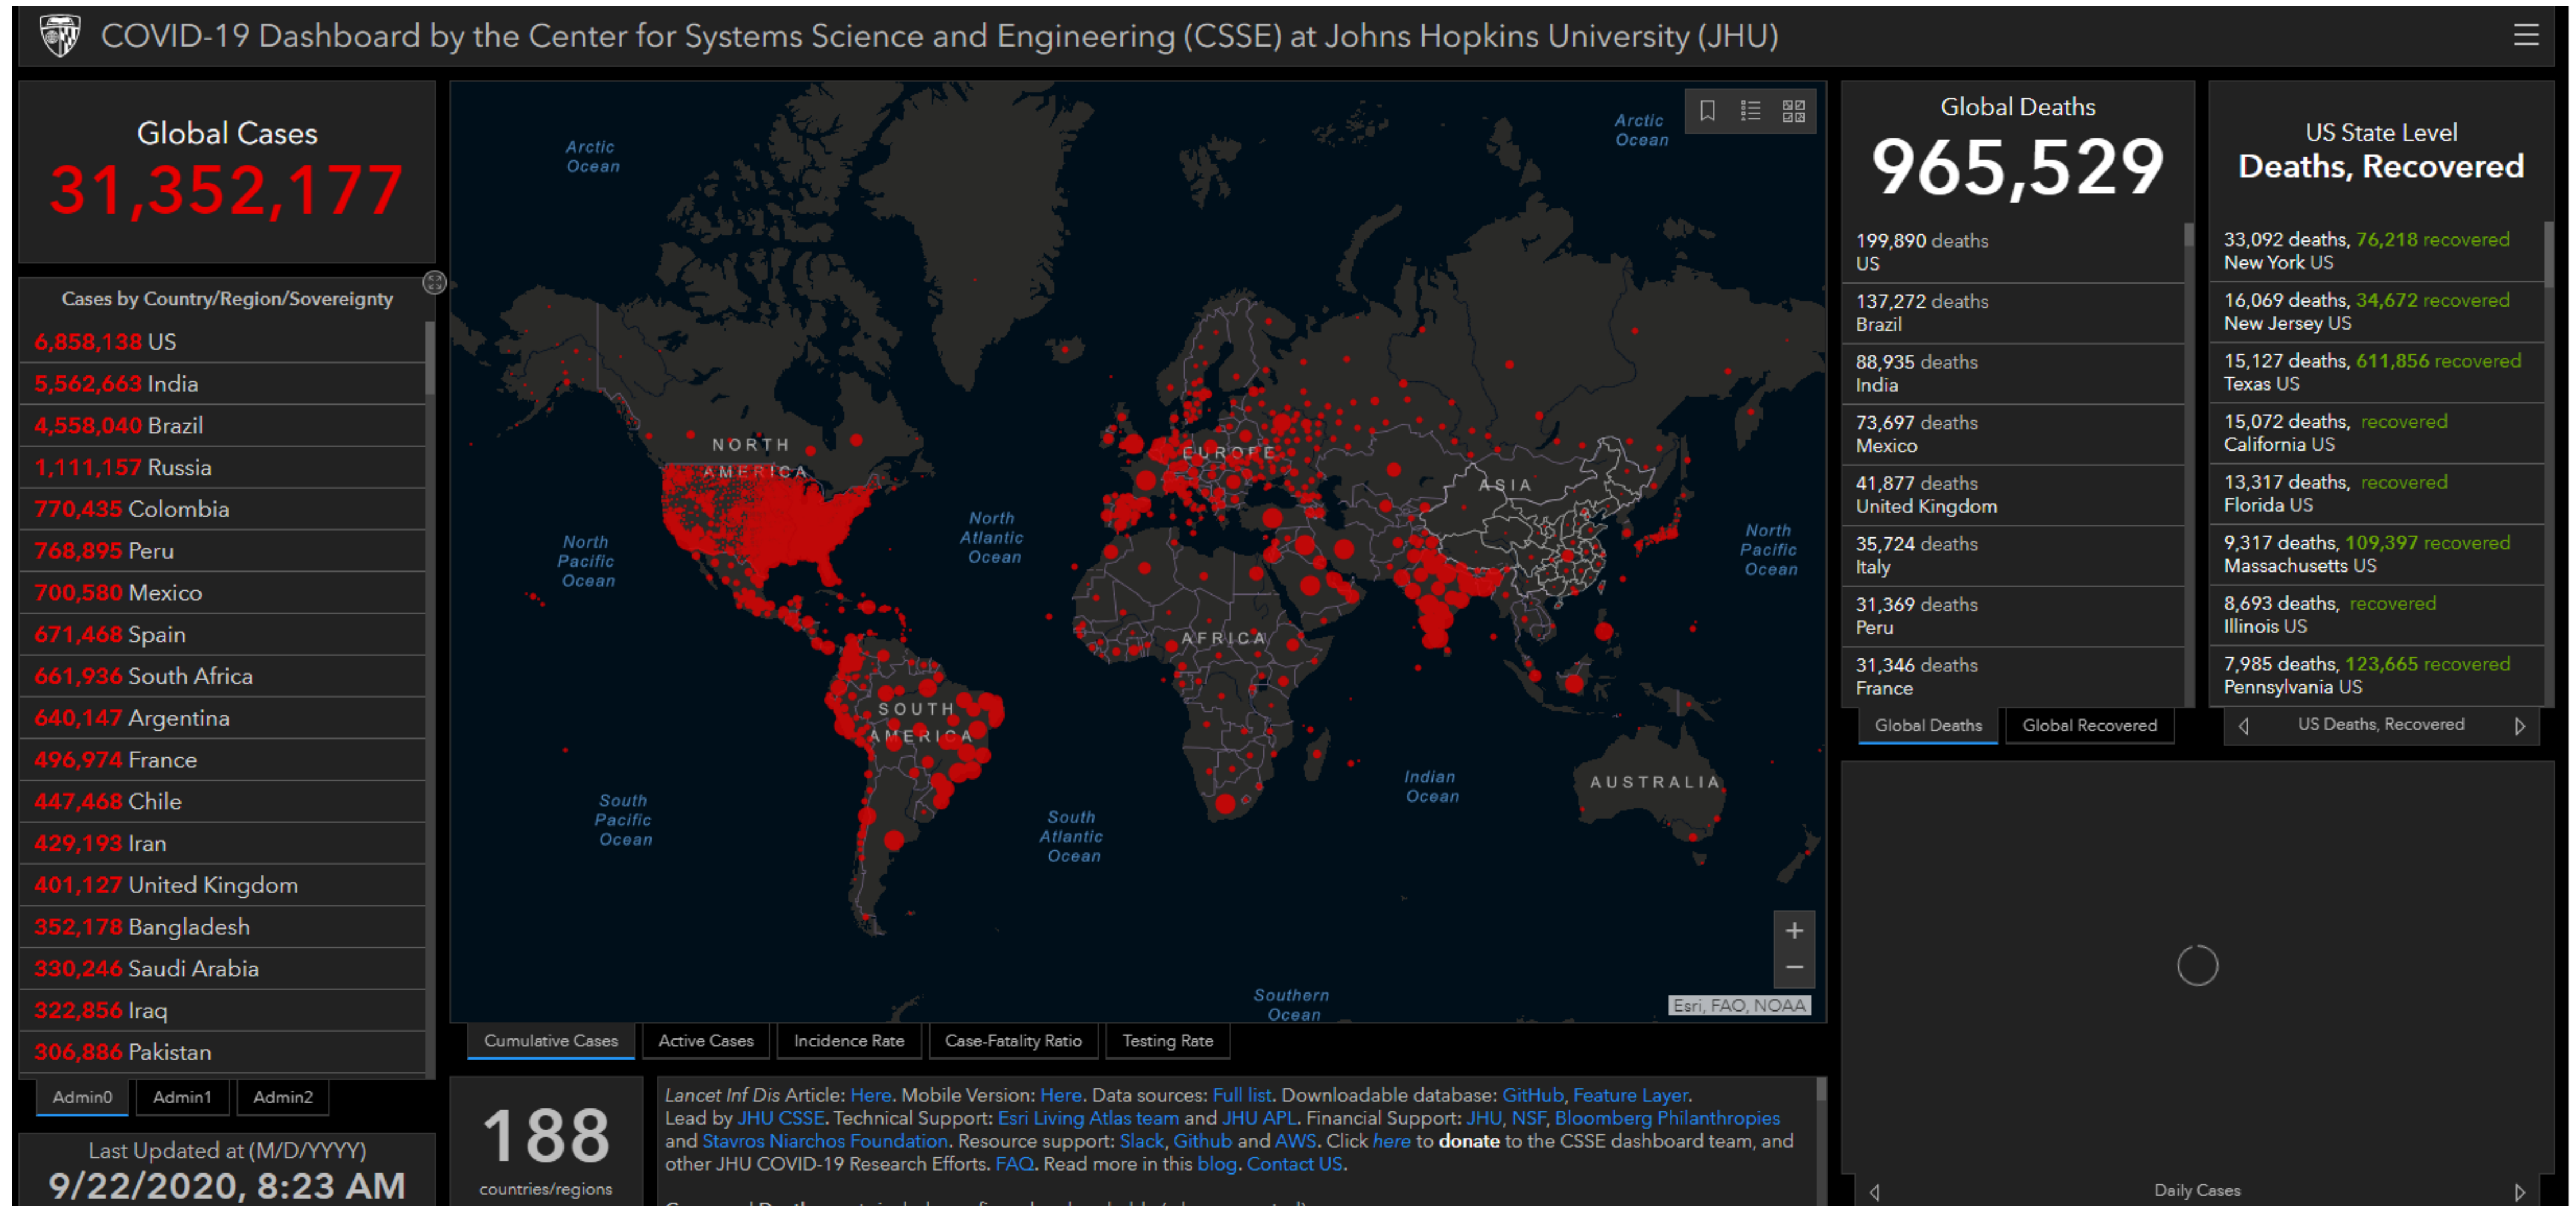 COVID-19 Dashboard by the Center for Systems Science and Engineering (CSSE) at Johns Hopkins University (JHU)
Global Cases
31,352,177
Cases by Country/Region/Sovereignty
6,858,138 US
5,562,663 India
4,558,040 Brazil
1,111,157 Russia
770,435 Colombia
768,895 Peru
700,580 Mexico
671,468 Spain
661,936 South Africa
640,147 Argentina
496,974 France
447,468 Chile
429,193 Iran
401,127 United Kingdom
352,178 Bangladesh
330,246 Saudi Arabia
322,856 Iraq
306,886 Pakistan
Admin0
Admin1
Admin2
Last Updated at (M/D/YYYY)
9/22/2020, 8:23 AM
Arctic
Ocean
Arctic
Ocean
NORTH
AMERICA
EUROPE
ASIA
North
Pacific
Ocean
North
Atlantic
Ocean
North
Pacific
Ocean
AFRICA
SOUTH
AMERICA
South
Pacific
Ocean
South
Atlantic
Ocean
Indian
Ocean
AUSTRALIA
Southern
Ocean
+
−
Esri, FAO, NOAA
Cumulative Cases
Active Cases
Incidence Rate
Case-Fatality Ratio
Testing Rate
188
countries/regions
Lancet Inf Dis Article: Here. Mobile Version: Here. Data sources: Full list. Downloadable database: GitHub, Feature Layer.
Lead by JHU CSSE. Technical Support: Esri Living Atlas team and JHU APL. Financial Support: JHU, NSF, Bloomberg Philanthropies
and Stavros Niarchos Foundation. Resource support: Slack, Github and AWS. Click here to donate to the CSSE dashboard team, and
other JHU COVID-19 Research Efforts. FAQ. Read more in this blog. Contact US.
Global Deaths
965,529
199,890 deaths
US
137,272 deaths
Brazil
88,935 deaths
India
73,697 deaths
Mexico
41,877 deaths
United Kingdom
35,724 deaths
Italy
31,369 deaths
Peru
31,346 deaths
France
Global Deaths
Global Recovered
US State Level
Deaths, Recovered
33,092 deaths, 76,218 recovered
New York US
16,069 deaths, 34,672 recovered
New Jersey US
15,127 deaths, 611,856 recovered
Texas US
15,072 deaths, recovered
California US
13,317 deaths, recovered
Florida US
9,317 deaths, 109,397 recovered
Massachusetts US
8,693 deaths, recovered
Illinois US
7,985 deaths, 123,665 recovered
Pennsylvania US
US Deaths, Recovered
Daily Cases